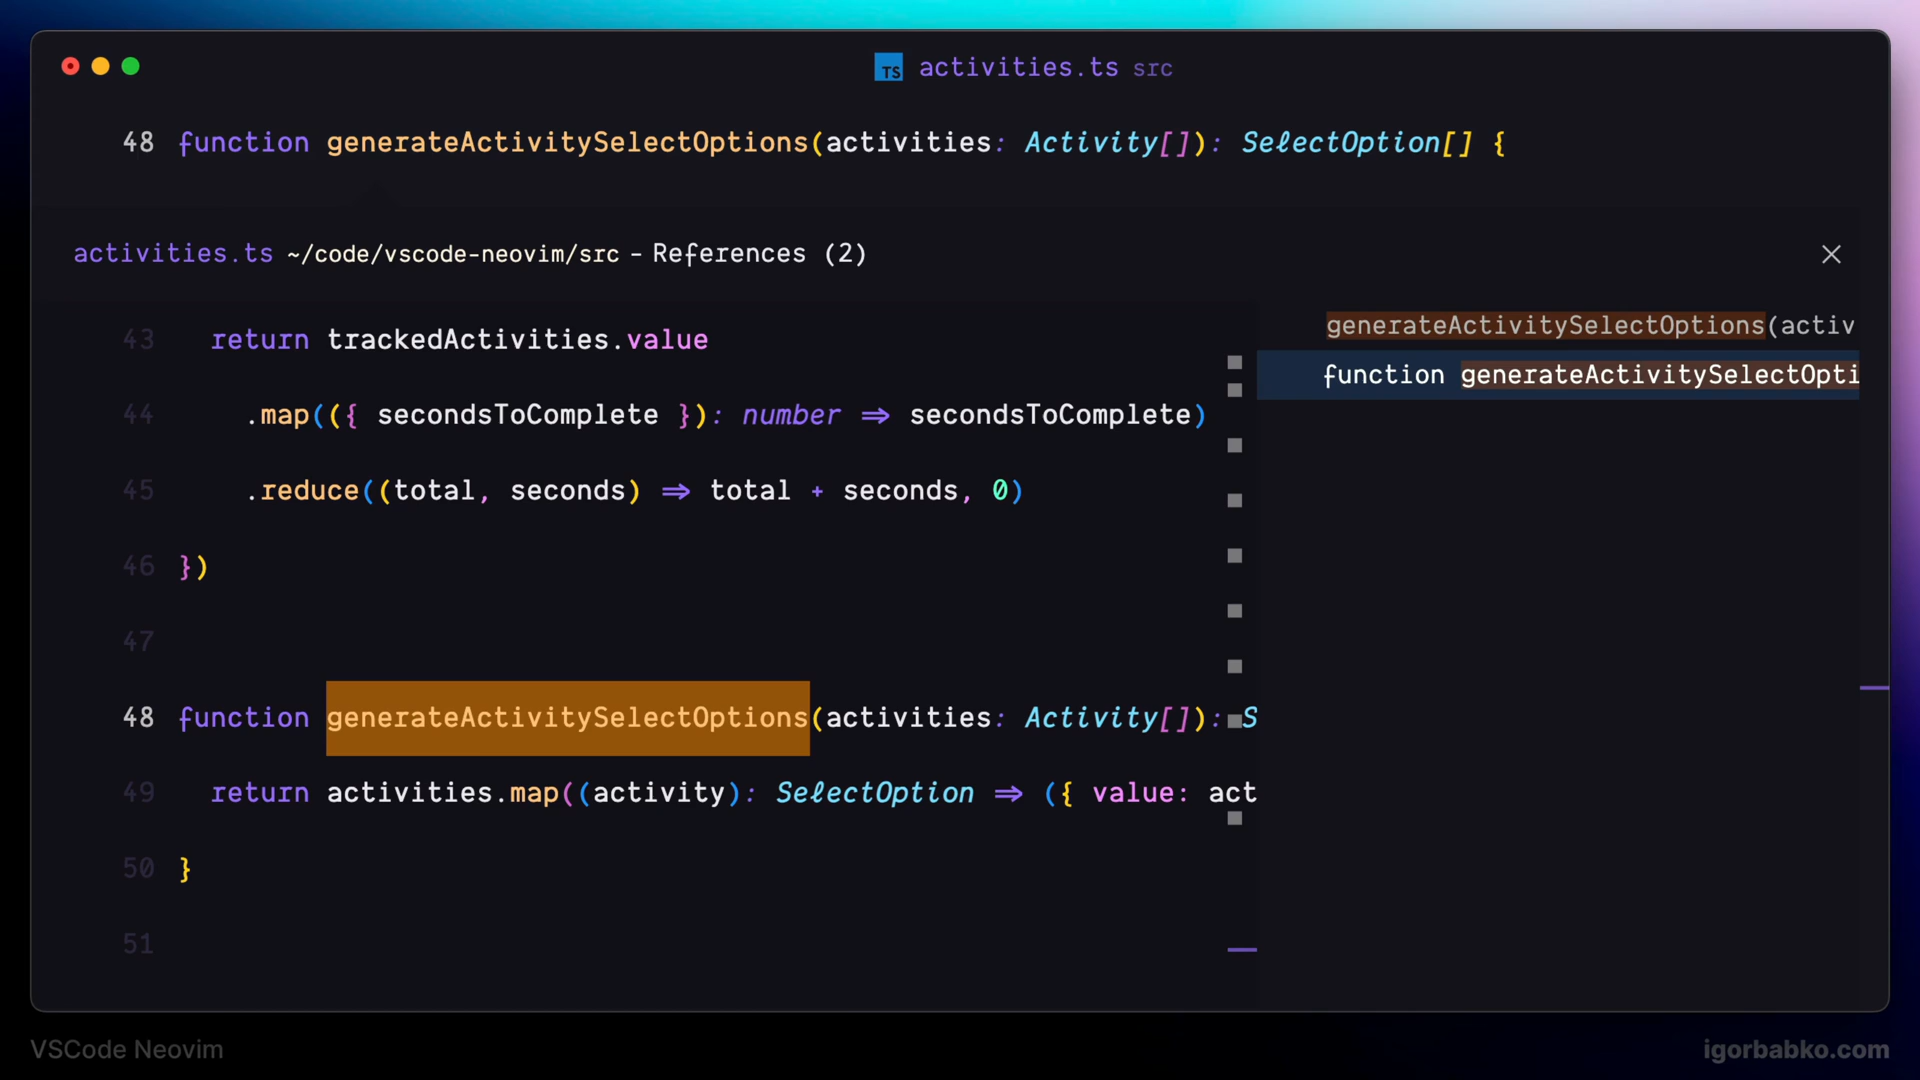 TS activities.ts src
48 function generateActivitySelectOptions(activities: Activity[]): SelectOption[] {
activities.ts ~/code/vscode-neovim/src – References (2)
43 return trackedActivities.value
44 .map(({ secondsToComplete }): number => secondsToComplete)
45 .reduce((total, seconds) => total + seconds, 0)
46 })
47
48 function generateActivitySelectOptions(activities: Activity[]): S
49 return activities.map((activity): SelectOption => ({ value: act
50 }
51
generateActivitySelectOptions(activ
function generateActivitySelectOpti
VSCode Neovim
igorbabko.com